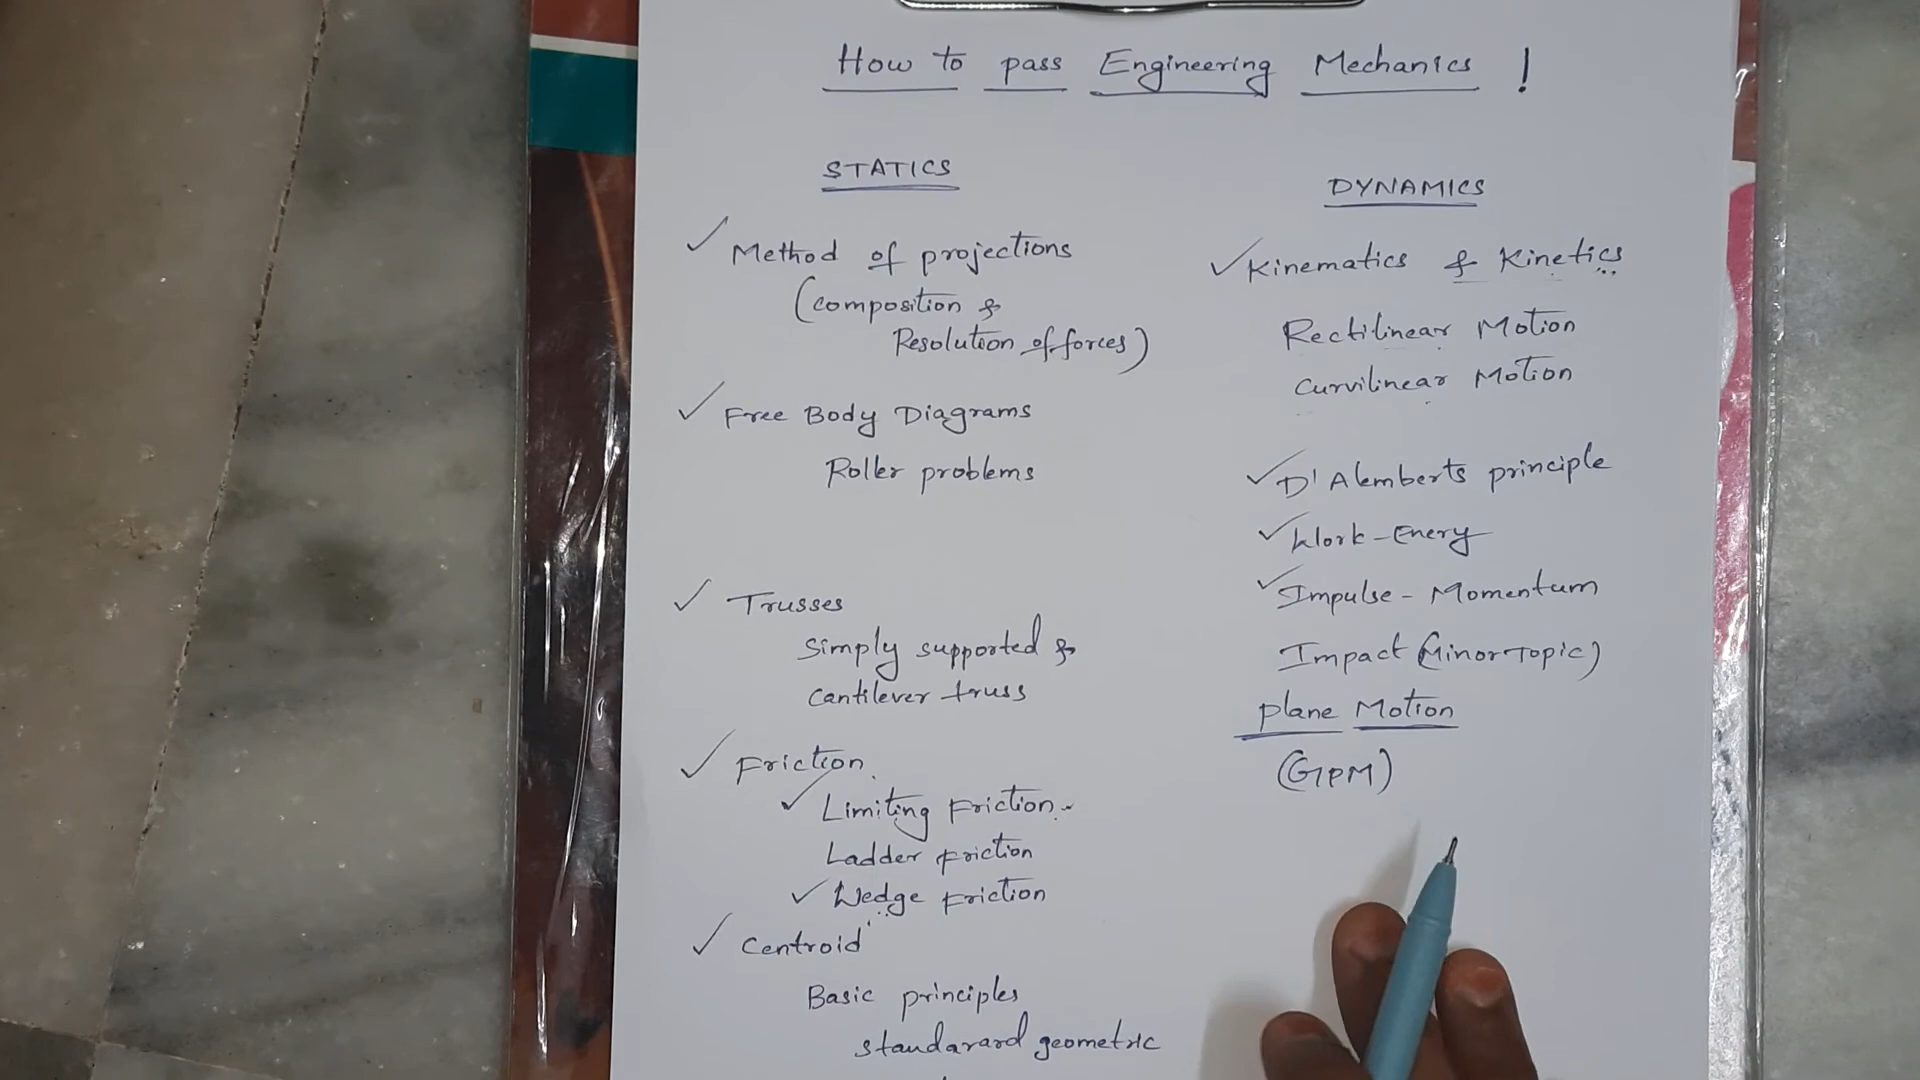 How to pass Engineering Mechanics !
STATICS
✓ Method of projections
(composition &
Resolution of forces)
✓ Free Body Diagrams
Roller problems
✓ Trusses
Simply supported &
cantilever truss
✓ Friction
✓ Limiting Friction
Ladder Friction
✓ Wedge Friction
✓ Centroid
Basic principles
standarard geometric
DYNAMICS
✓ Kinematics & Kinetics
Rectilinear Motion
Curvilinear Motion
✓ D'Alemberts principle
✓ Work-Enery
✓ Impulse - Momentum
Impact (Minor Topic)
plane Motion
(GPM)